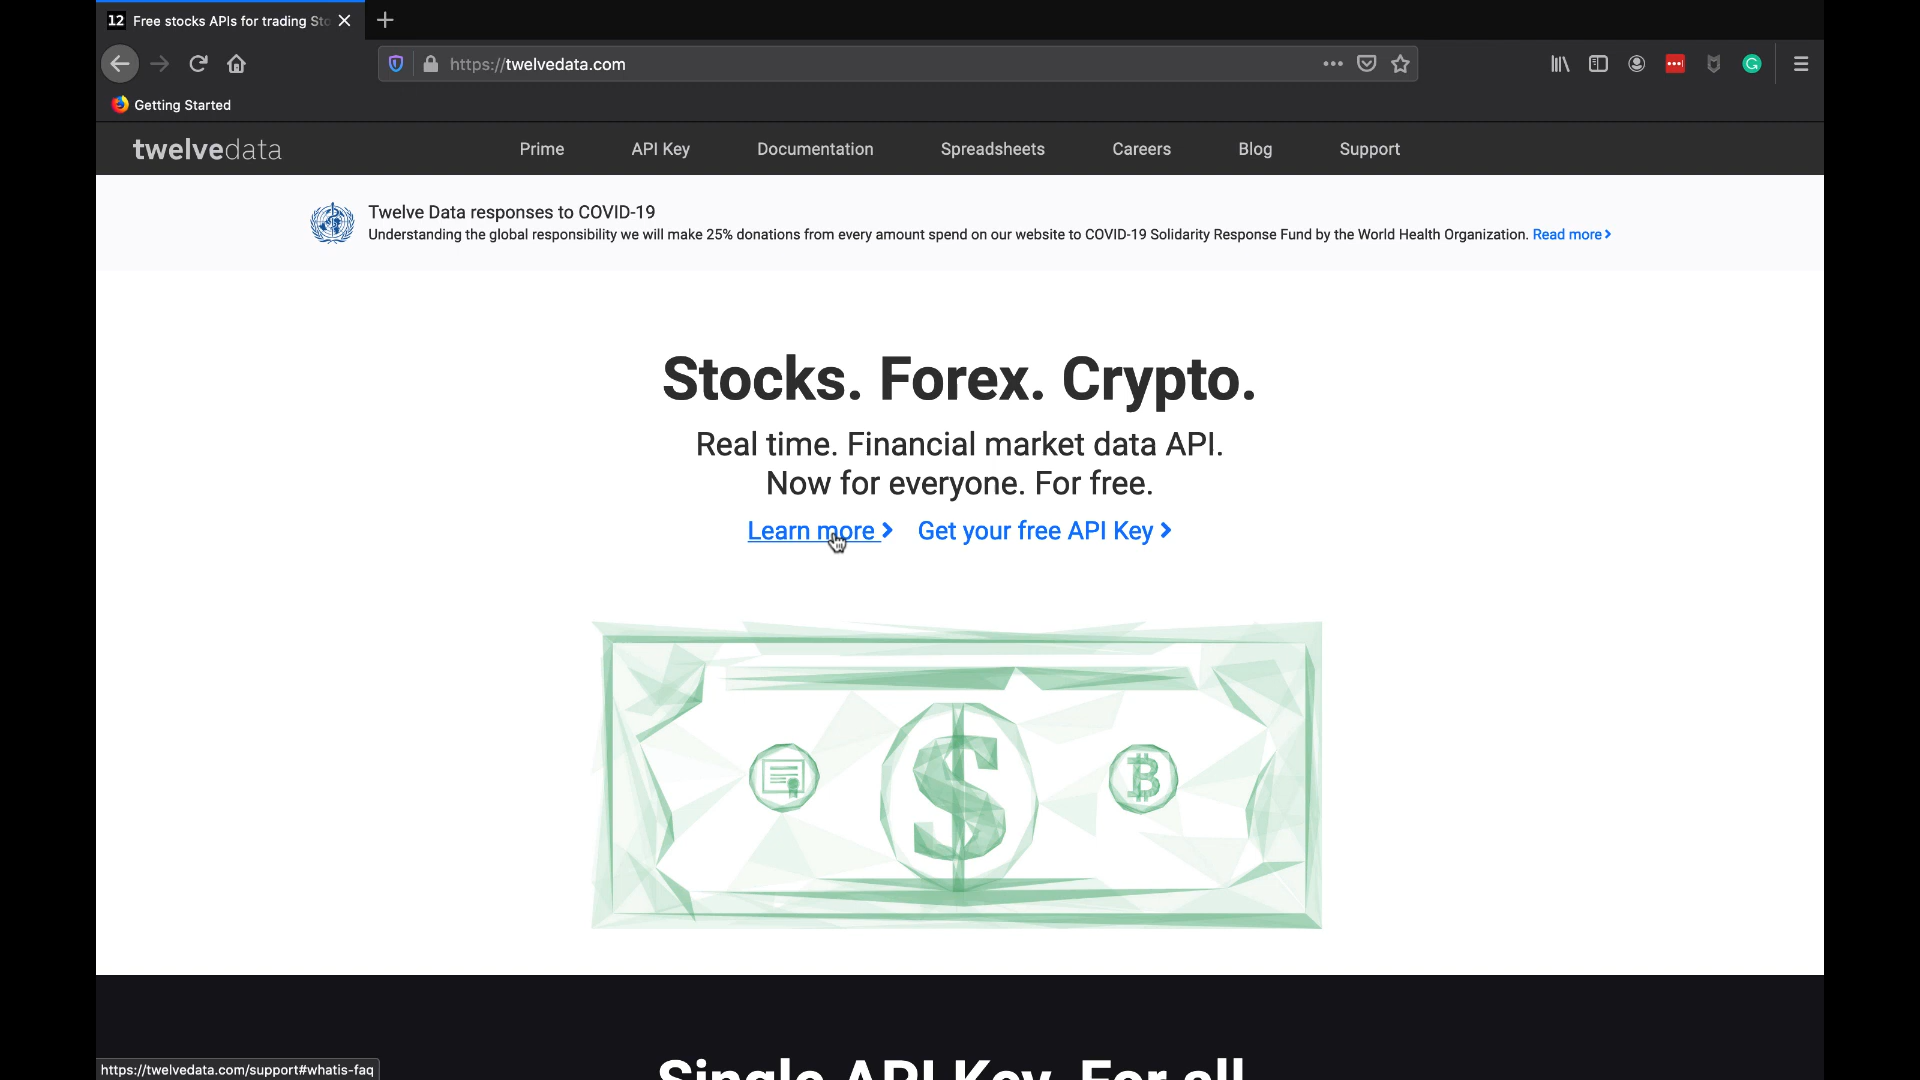 12 Free stocks APIs for trading Sto
https://twelvedata.com
Getting Started
twelvedata
Prime
API Key
Documentation
Spreadsheets
Careers
Blog
Support
Twelve Data responses to COVID-19
Understanding the global responsibility we will make 25% donations from every amount spend on our website to COVID-19 Solidarity Response Fund by the World Health Organization. Read more
Stocks. Forex. Crypto.
Real time. Financial market data API.
Now for everyone. For free.
Learn more
Get your free API Key
$
Single API Key. For all
https://twelvedata.com/support#whatis-faq